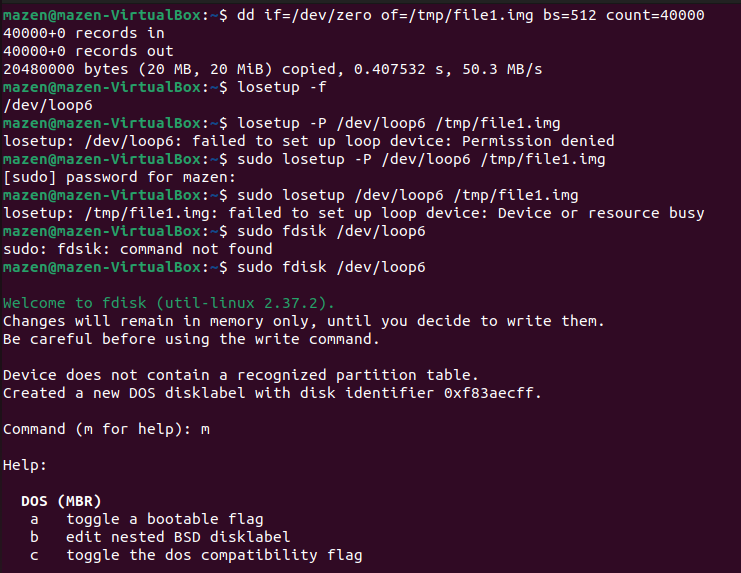 mazen@mazen-VirtualBox:~$ dd if=/dev/zero of=/tmp/file1.img bs=512 count=40000
40000+0 records in
40000+0 records out
20480000 bytes (20 MB, 20 MiB) copied, 0.407532 s, 50.3 MB/s
mazen@mazen-VirtualBox:~$ losetup -f
/dev/loop6
mazen@mazen-VirtualBox:~$ losetup -P /dev/loop6 /tmp/file1.img
losetup: /dev/loop6: failed to set up loop device: Permission denied
mazen@mazen-VirtualBox:~$ sudo losetup -P /dev/loop6 /tmp/file1.img
[sudo] password for mazen:
mazen@mazen-VirtualBox:~$ sudo losetup /dev/loop6 /tmp/file1.img
losetup: /tmp/file1.img: failed to set up loop device: Device or resource busy
mazen@mazen-VirtualBox:~$ sudo fdsik /dev/loop6
sudo: fdsik: command not found
mazen@mazen-VirtualBox:~$ sudo fdisk /dev/loop6
Welcome to fdisk (util-linux 2.37.2).
Changes will remain in memory only, until you decide to write them.
Be careful before using the write command.
Device does not contain a recognized partition table.
Created a new DOS disklabel with disk identifier 0xf83aecff.
Command (m for help): m
Help:
DOS (MBR)
a toggle a bootable flag
b edit nested BSD disklabel
c toggle the dos compatibility flag